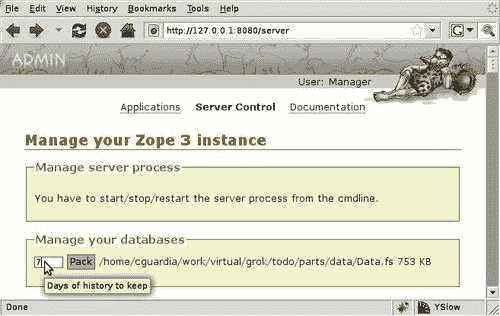 File Edit View History Bookmarks Tools Help
http://127.0.0.1:8080/server
ADMIN
User: Manager
Applications Server Control Documentation
Manage your Zope 3 instance
Manage server process
You have to start/stop/restart the server process from the cmdline.
Manage your databases
7 Pack /home/cguardia/work/virtual/grok/todo/parts/data/Data.fs 753 KB
Days of history to keep
Done YSlow